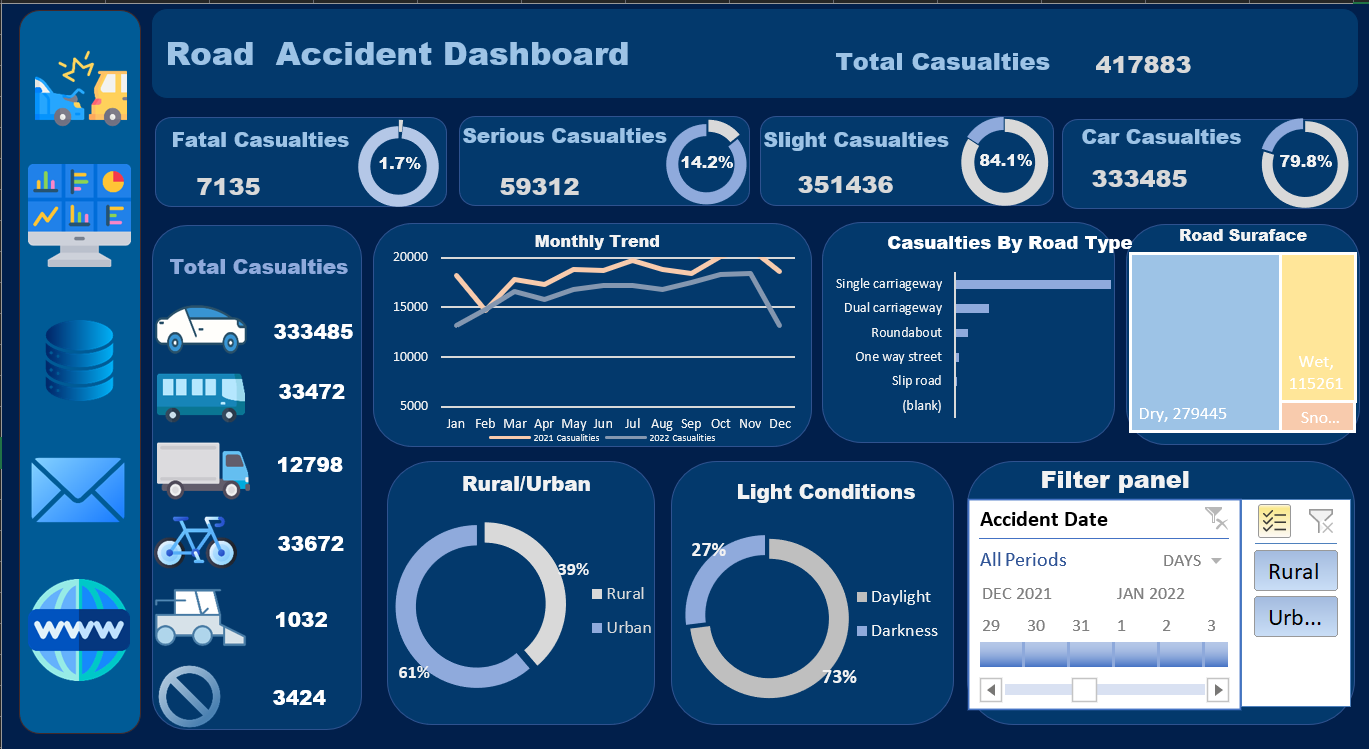 Road Accident Dashboard
Total Casualties 417883
Fatal Casualties
7135
1.7%
Serious Casualties
59312
14.2%
Slight Casualties
351436
84.1%
Car Casualties
333485
79.8%
Total Casualties
333485
33472
12798
33672
1032
3424
WWW
Monthly Trend
20000
15000
10000
5000
Jan Feb Mar Apr May Jun Jul Aug Sep Oct Nov Dec
2021 Casualities 2022 Casualities
Casualties By Road Type
Single carriageway
Dual carriageway
Roundabout
One way street
Slip road
(blank)
Road Suraface
Dry, 279445
Wet,
115261
Sno...
Rural/Urban
39%
61%
Rural
Urban
Light Conditions
27%
73%
Daylight
Darkness
Filter panel
Accident Date
All Periods DAYS
DEC 2021 JAN 2022
29 30 31 1 2 3
Rural
Urb...